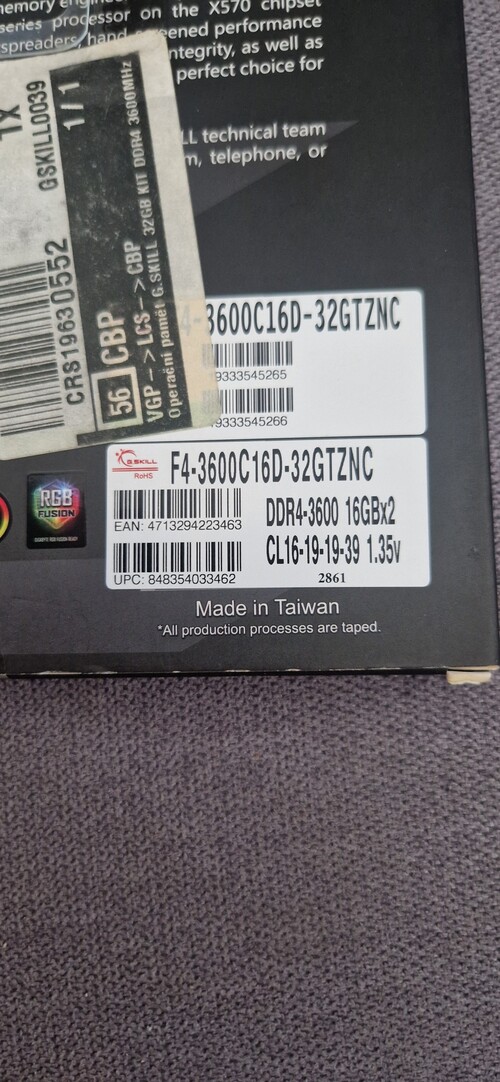 memory engine
series processor on the X570 chipset
spreaders, hand screened performance
integrity, as well as
perfect choice for
LL technical team
m, telephone, or
1X
GSKILL0039
1/1
CRS19630552
56 CBP
VGP -> LCS -> CBP
Operační paměť G.SKILL 32GB KIT DDR4 3600MHz
4-3600C16D-32GTZNC
9333545265
9333545266
G.SKILL
RoHS
F4-3600C16D-32GTZNC
DDR4-3600 16GBx2
EAN: 4713294223463
CL16-19-19-39 1.35v
UPC: 848354033462
2861
RGB
FUSION
Made in Taiwan
*All production processes are taped.